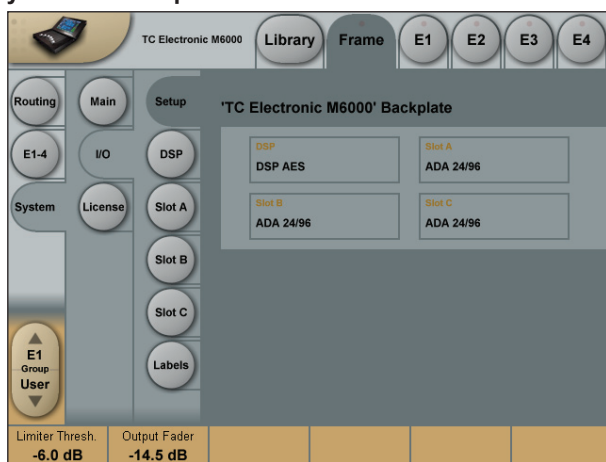 TC Electronic M6000
Library
Frame
E1
E2
E3
E4
Routing
Main
Setup
'TC Electronic M6000' Backplate
E1-4
I/O
DSP
DSP
DSP AES
Slot A
ADA 24/96
System
License
Slot A
Slot B
ADA 24/96
Slot C
ADA 24/96
Slot B
Slot C
E1
Group
User
Labels
Limiter Thresh.
-6.0 dB
Output Fader
-14.5 dB